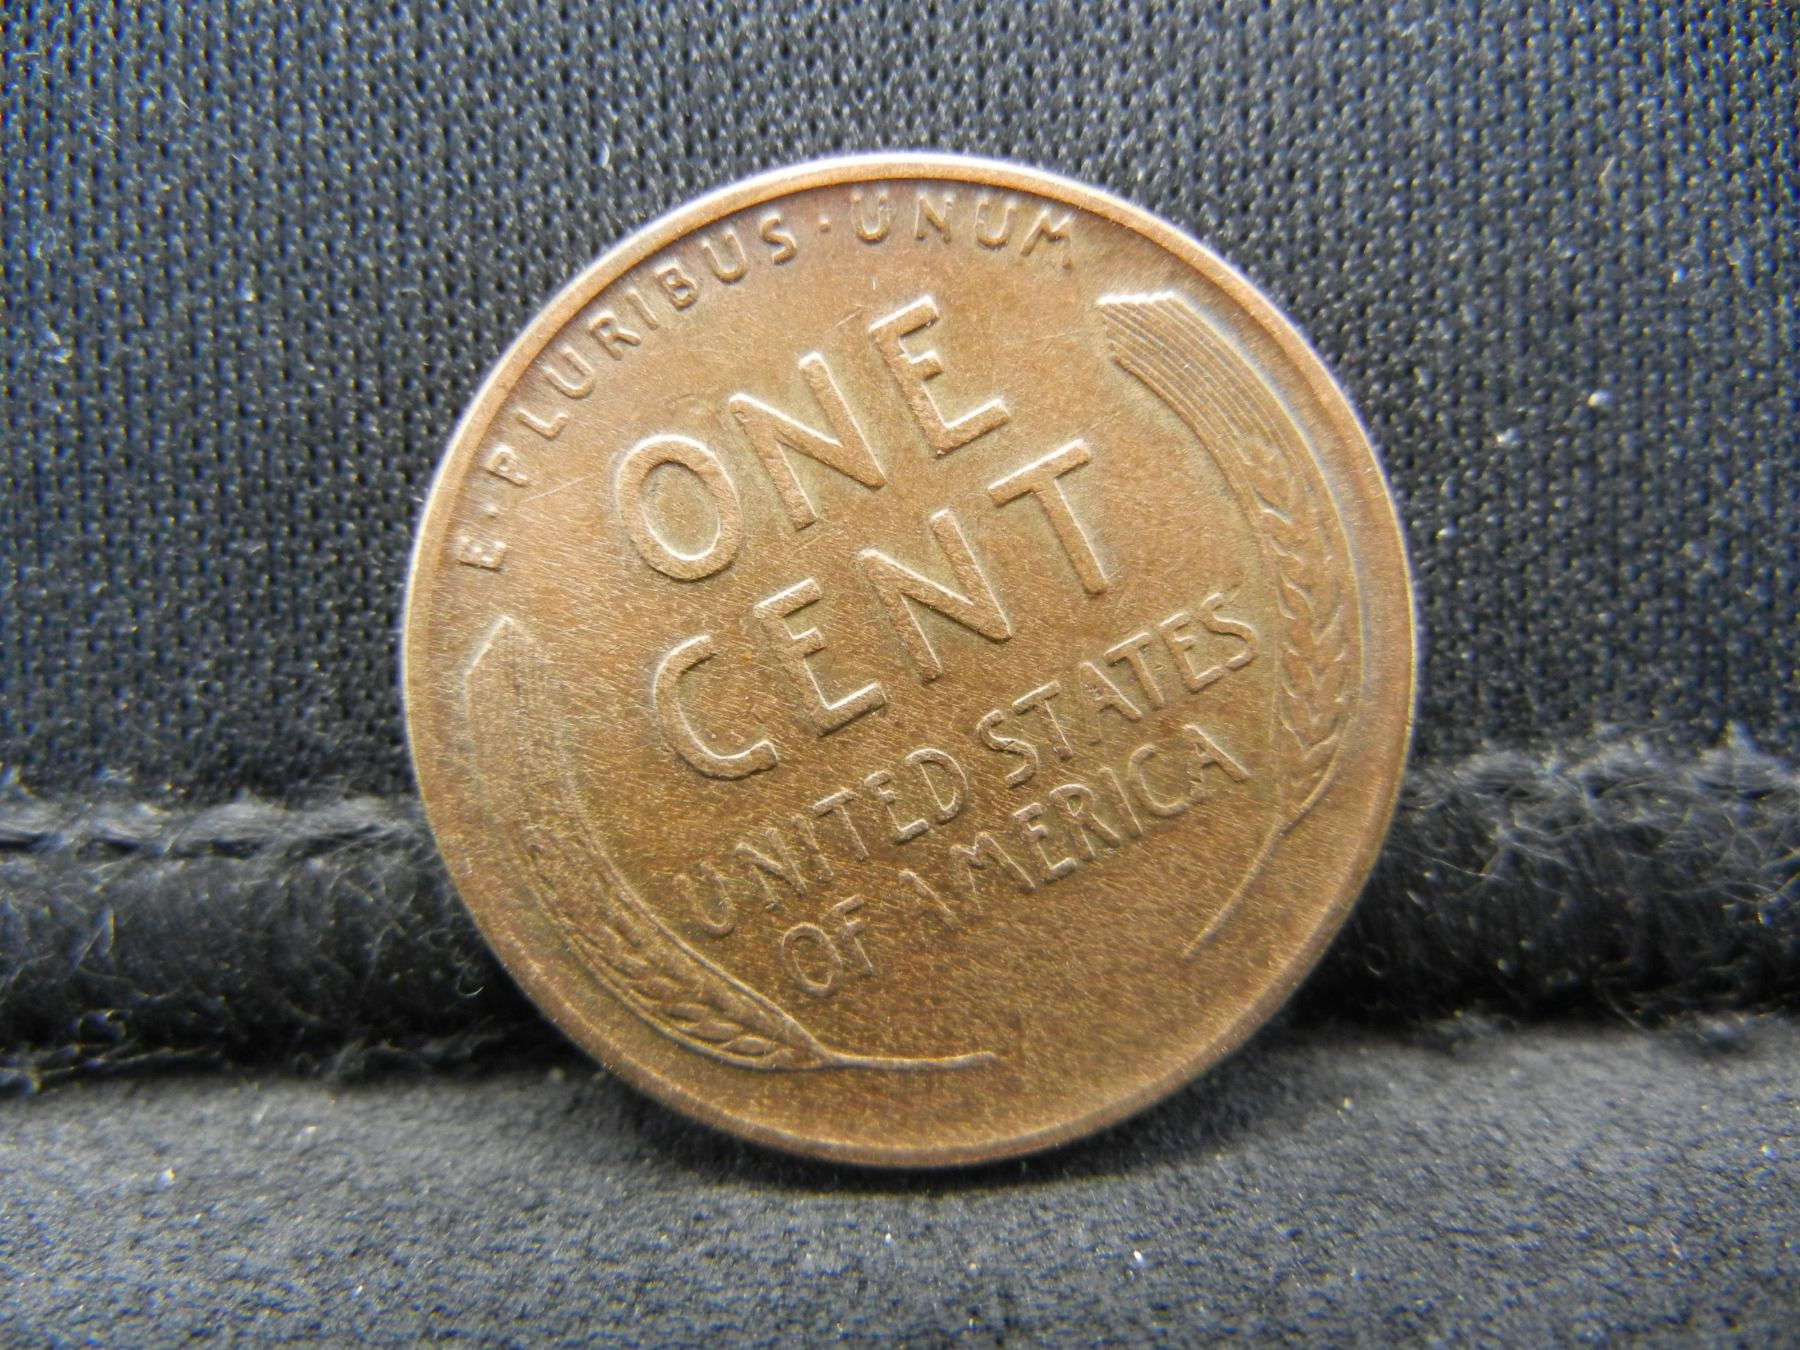 E·PLURIBUS·UNUM
ONE
CENT
UNITED STATES
OF AMERICA